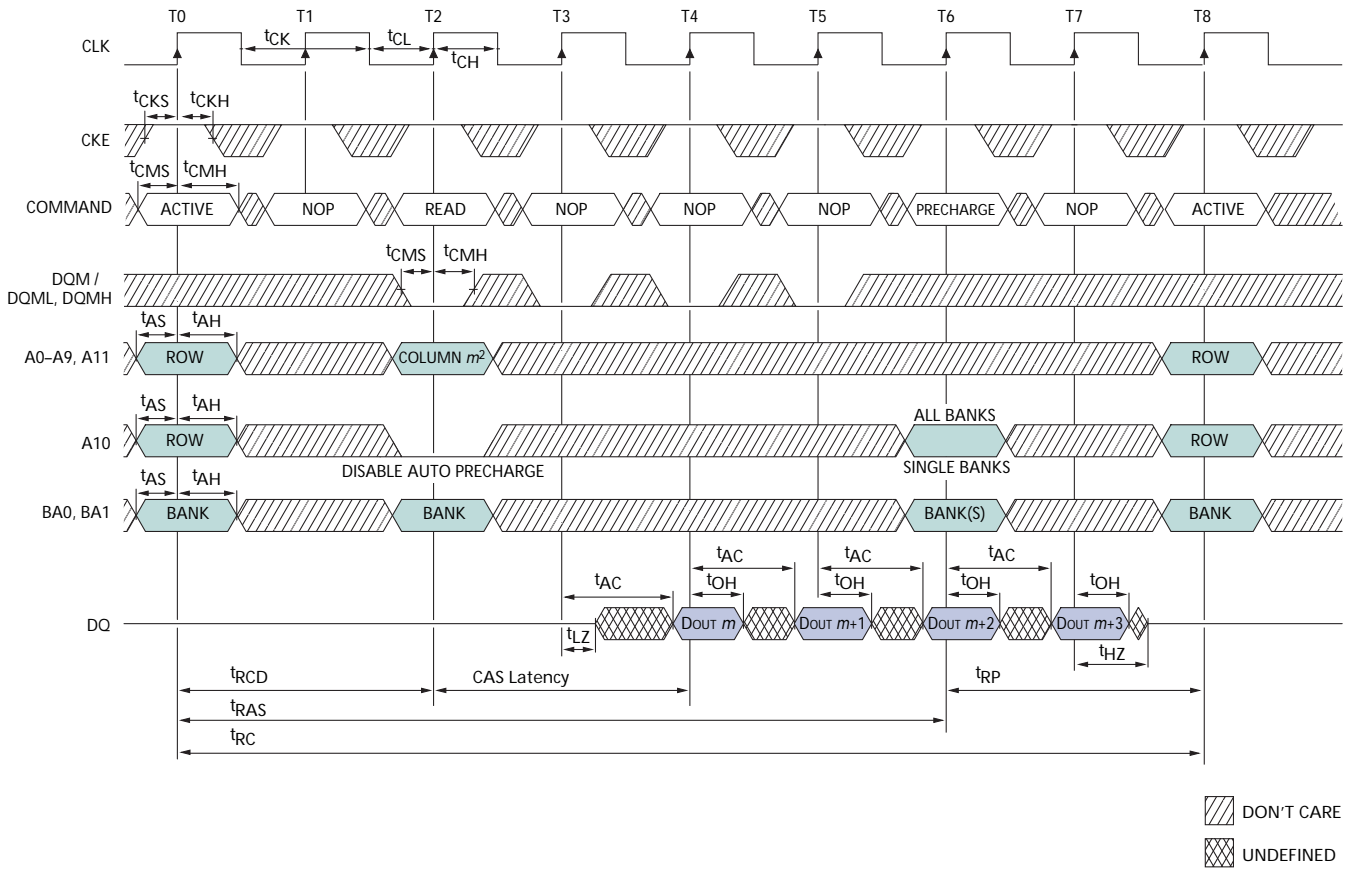 T0 T1 T2 T3 T4 T5 T6 T7 T8
CLK
tCK tCL
tCH
tCKS tCKH
CKE
tCMS tCMH
COMMAND ACTIVE NOP READ NOP NOP NOP PRECHARGE NOP ACTIVE
tCMS tCMH
DQM /
DQML, DQMH
tAS tAH
A0–A9, A11 ROW COLUMN m2 ROW
tAS tAH
ALL BANKS
A10 ROW ROW
DISABLE AUTO PRECHARGE SINGLE BANKS
tAS tAH
BA0, BA1 BANK BANK BANK(S) BANK
tAC tAC tAC
tAC tOH tOH tOH tOH
DQ DOUT m DOUT m+1 DOUT m+2 DOUT m+3
tLZ
tHZ
tRCD CAS Latency tRP
tRAS
tRC
DON'T CARE
UNDEFINED